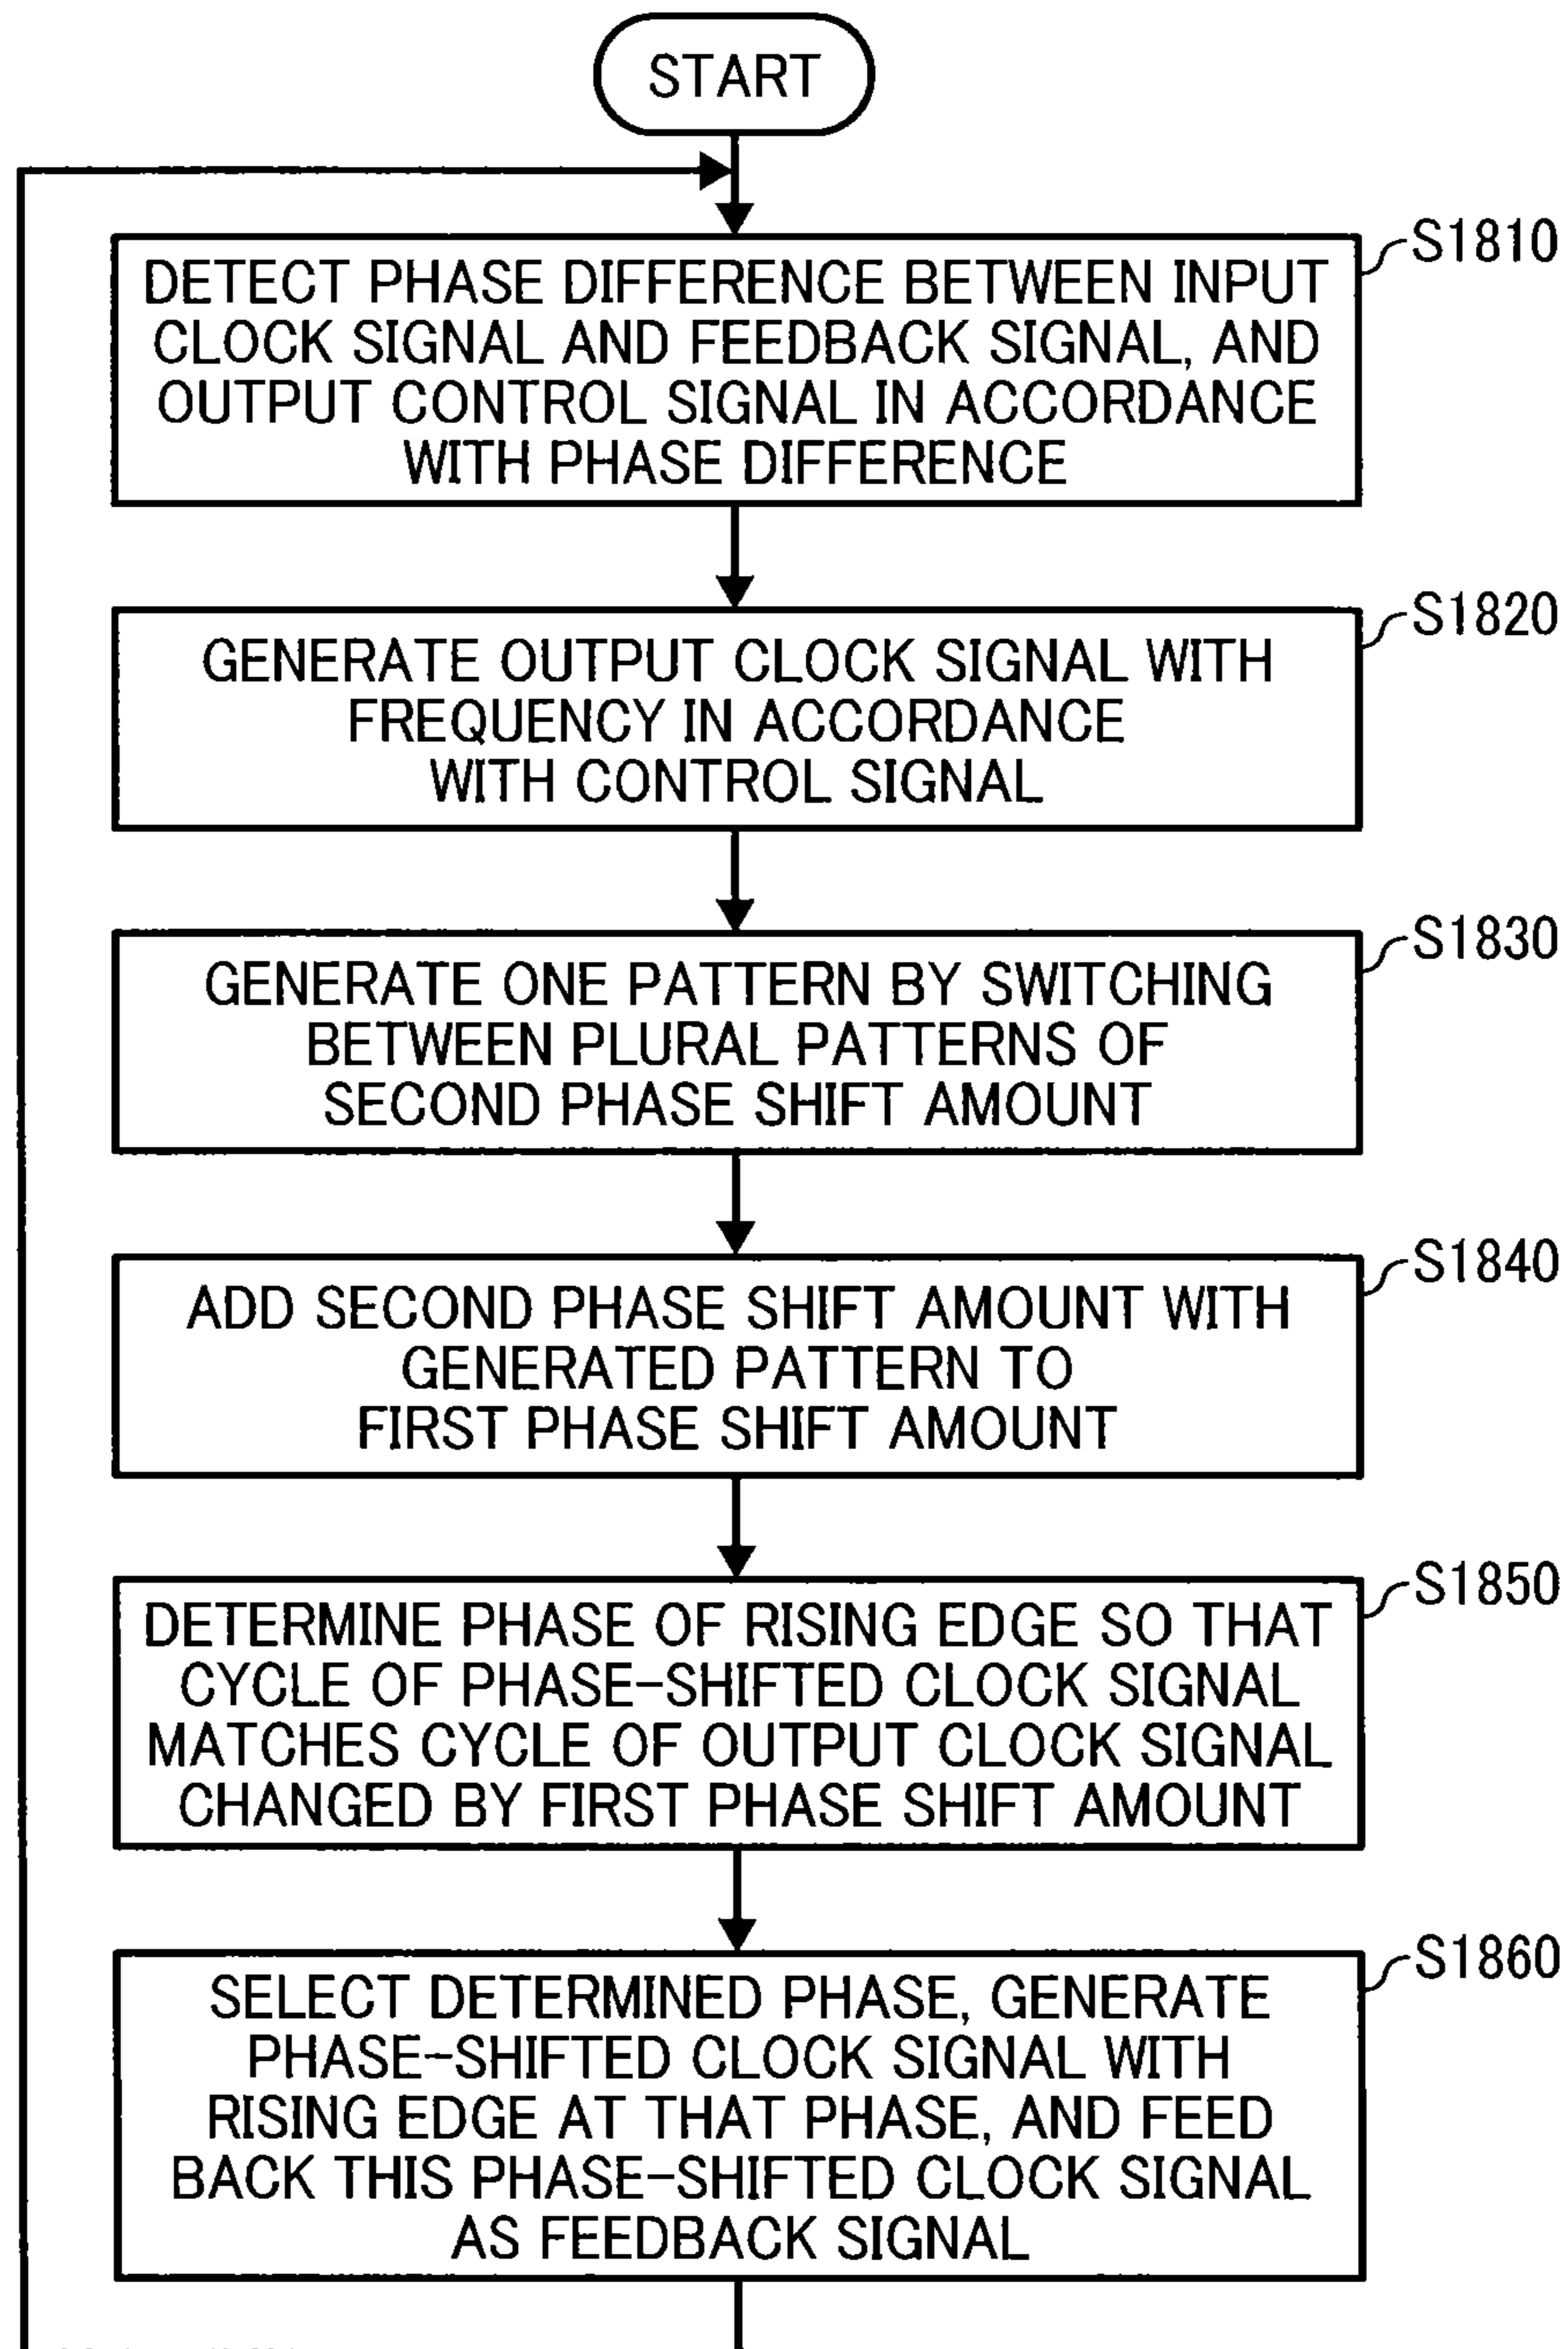 START
S1810
DETECT PHASE DIFFERENCE BETWEEN INPUT
CLOCK SIGNAL AND FEEDBACK SIGNAL, AND
OUTPUT CONTROL SIGNAL IN ACCORDANCE
WITH PHASE DIFFERENCE
S1820
GENERATE OUTPUT CLOCK SIGNAL WITH
FREQUENCY IN ACCORDANCE
WITH CONTROL SIGNAL
S1830
GENERATE ONE PATTERN BY SWITCHING
BETWEEN PLURAL PATTERNS OF
SECOND PHASE SHIFT AMOUNT
S1840
ADD SECOND PHASE SHIFT AMOUNT WITH
GENERATED PATTERN TO
FIRST PHASE SHIFT AMOUNT
S1850
DETERMINE PHASE OF RISING EDGE SO THAT
CYCLE OF PHASE-SHIFTED CLOCK SIGNAL
MATCHES CYCLE OF OUTPUT CLOCK SIGNAL
CHANGED BY FIRST PHASE SHIFT AMOUNT
S1860
SELECT DETERMINED PHASE, GENERATE
PHASE-SHIFTED CLOCK SIGNAL WITH
RISING EDGE AT THAT PHASE, AND FEED
BACK THIS PHASE-SHIFTED CLOCK SIGNAL
AS FEEDBACK SIGNAL